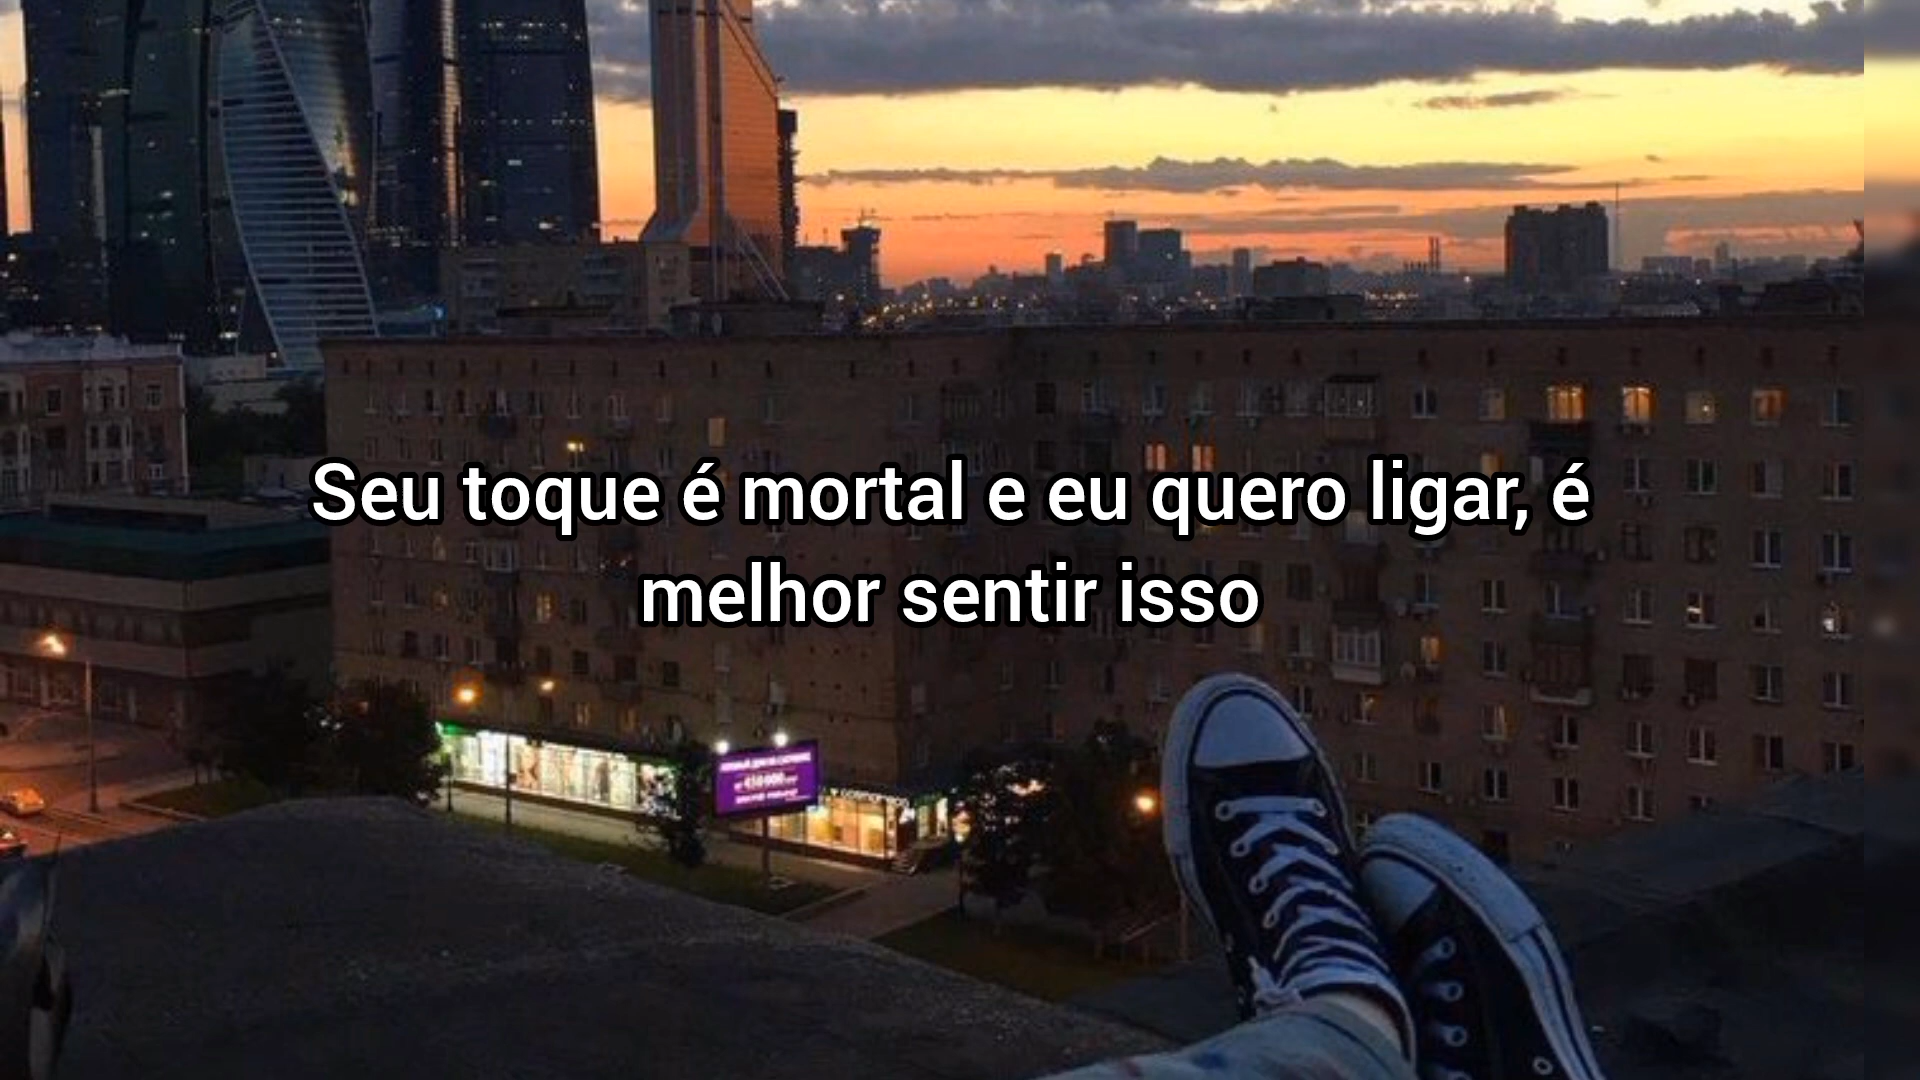 Seu toque é mortal e eu quero ligar, é
melhor sentir isso